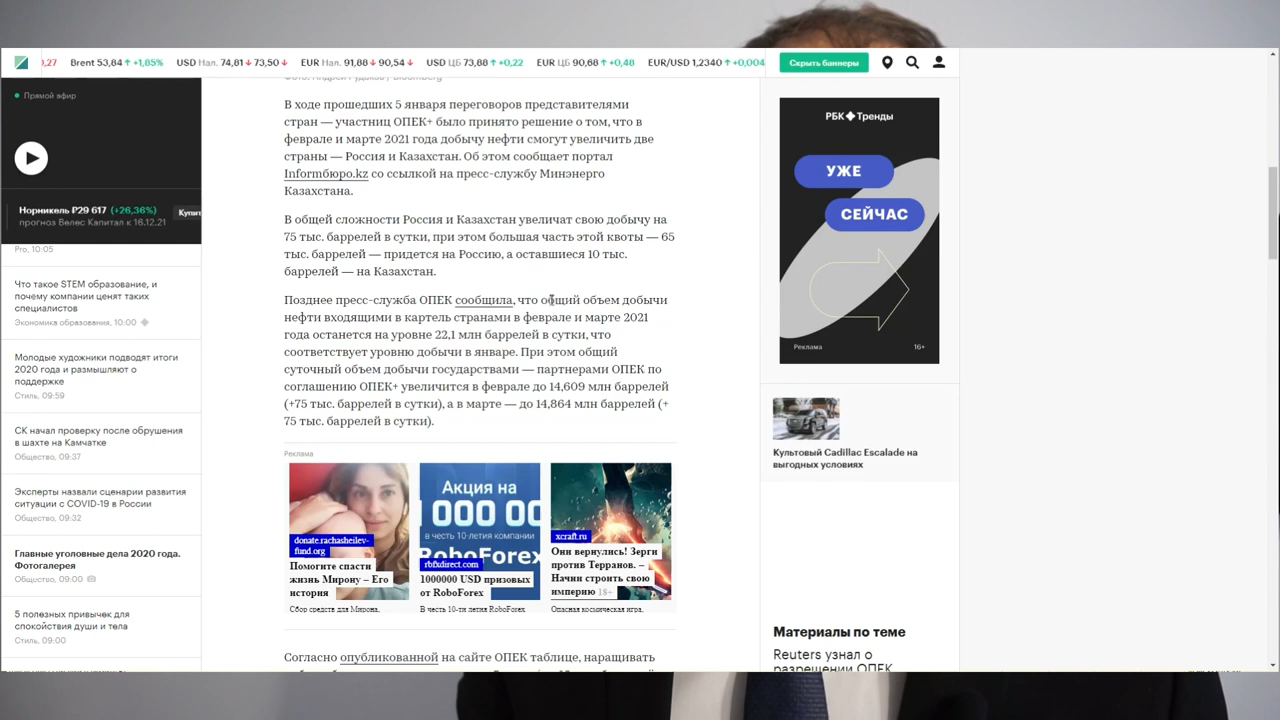 ,27 Brent 53,84 ↑ +1,85% USD Нал. 74,81 ↓ 73,50 ↓ EUR Нал. 91,88 ↓ 90,54 ↓ USD ЦБ 73,88 ↑ +0,22 EUR ЦБ 90,68 ↑ +0,48 EUR/USD 1,2340 ↑ +0,004
Скрыть баннеры
Прямой эфир
Норникель ₽29 617 (+26,36%)
прогноз Велес Капитал к 16.12.21
Pro, 10:05
Что такое STEM образование, и
почему компании ценят таких
специалистов
Экономика образования, 10:00
Молодые художники подводят итоги
2020 года и размышляют о
поддержке
Стиль, 09:59
СК начал проверку после обрушения
в шахте на Камчатке
Общество, 09:37
Эксперты назвали сценарии развития
ситуации с COVID-19 в России
Общество, 09:32
Главные уголовные дела 2020 года.
Фотогалерея
Общество, 09:00
5 полезных привычек для
спокойствия души и тела
Стиль, 09:00
В ходе прошедших 5 января переговоров представителями
стран — участниц ОПЕК+ было принято решение о том, что в
феврале и марте 2021 года добычу нефти смогут увеличить две
страны — Россия и Казахстан. Об этом сообщает портал
Informбюро.kz со ссылкой на пресс-службу Минэнерго
Казахстана.
В общей сложности Россия и Казахстан увеличат свою добычу на
75 тыс. баррелей в сутки, при этом большая часть этой квоты — 65
тыс. баррелей — придется на Россию, а оставшиеся 10 тыс.
баррелей — на Казахстан.
Позднее пресс-служба ОПЕК сообщила, что общий объем добычи
нефти входящими в картель странами в феврале и марте 2021
года останется на уровне 22,1 млн баррелей в сутки, что
соответствует уровню добычи в январе. При этом общий
суточный объем добычи государствами — партнерами ОПЕК по
соглашению ОПЕК+ увеличится в феврале до 14,609 млн баррелей
(+75 тыс. баррелей в сутки), а в марте — до 14,864 млн баррелей (+
75 тыс. баррелей в сутки).
Реклама
donate.rachasheilev-
fund.org
Помогите спасти
жизнь Мирону – Его
история
Сбор средств для Мирона,
Акция на
000 00
в честь 10-летия компании
RoboForex
rbfxdirect.com
1000000 USD призовых
от RoboForex
В честь 10-ти летия RoboForex
xcraft.ru
Они вернулись! Зерги
против Терранов. –
Начни строить свою
империю 18+
Опасная космическая игра,
Согласно опубликованной на сайте ОПЕК таблице, наращивать
РБК Тренды
УЖЕ
СЕЙЧАС
Реклама 16+
Культовый Cadillac Escalade на
выгодных условиях
Материалы по теме
Reuters узнал о
разрешении ОПЕК